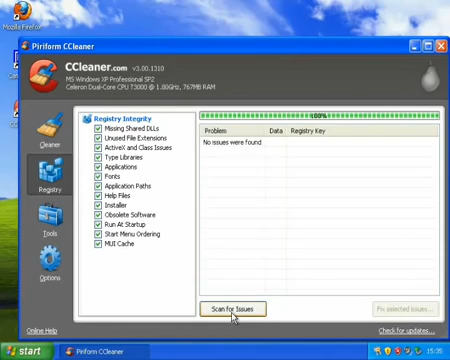 Mozilla Firefox
Piriform CCleaner
CCleaner.com v3.00.1310
MS Windows XP Professional SP2
Celeron Dual-Core CPU T3000 @ 1.80GHz, 767MB RAM
Cleaner
Registry
Tools
Options
Registry Integrity
Missing Shared DLLs
Unused File Extensions
ActiveX and Class Issues
Type Libraries
Applications
Fonts
Application Paths
Help Files
Installer
Obsolete Software
Run At Startup
Start Menu Ordering
MUI Cache
100%
Problem Data Registry Key
No issues were found
Scan for Issues
Fix selected issues...
Online Help
Check for updates...
start
Piriform CCleaner
15:35